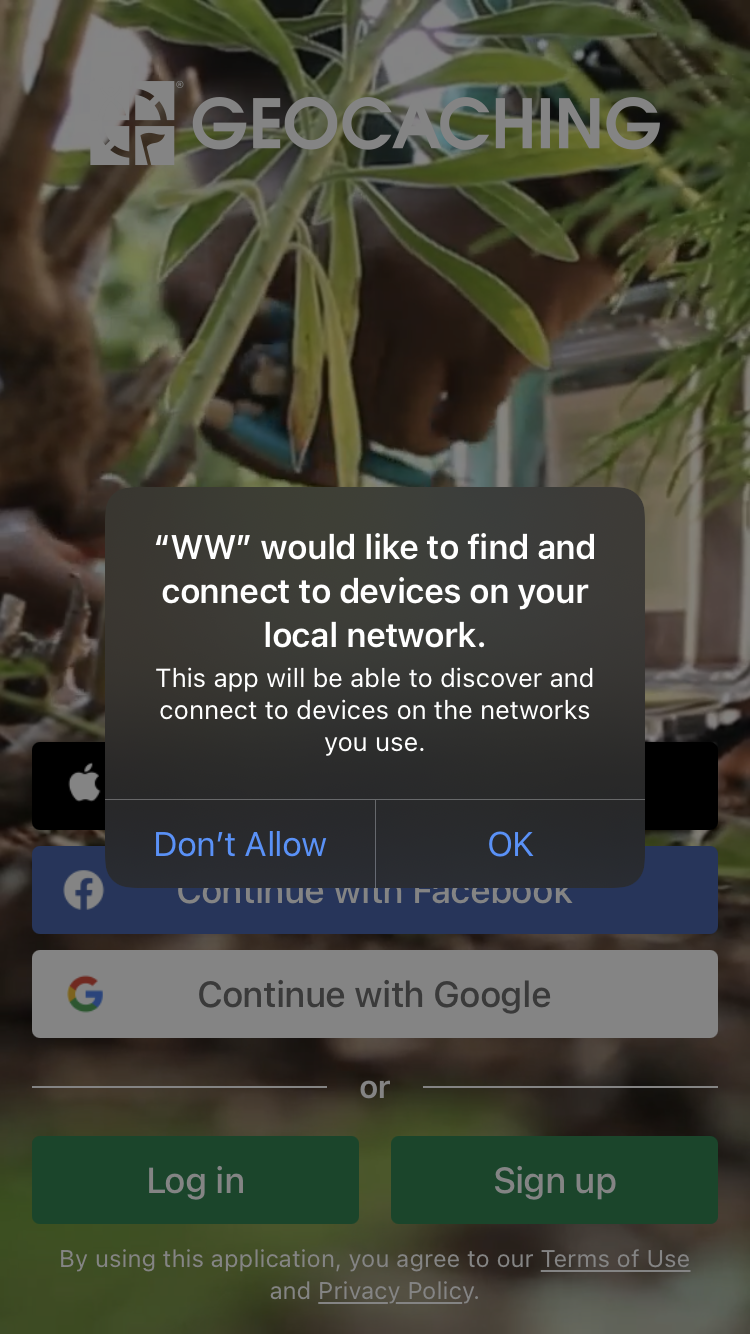 GEOCACHING®
“WW” would like to find and
connect to devices on your
local network.
This app will be able to discover and
connect to devices on the networks
you use.
Don’t Allow
OK
Continue with Facebook
Continue with Google
or
Log in
Sign up
By using this application, you agree to our Terms of Use
and Privacy Policy.